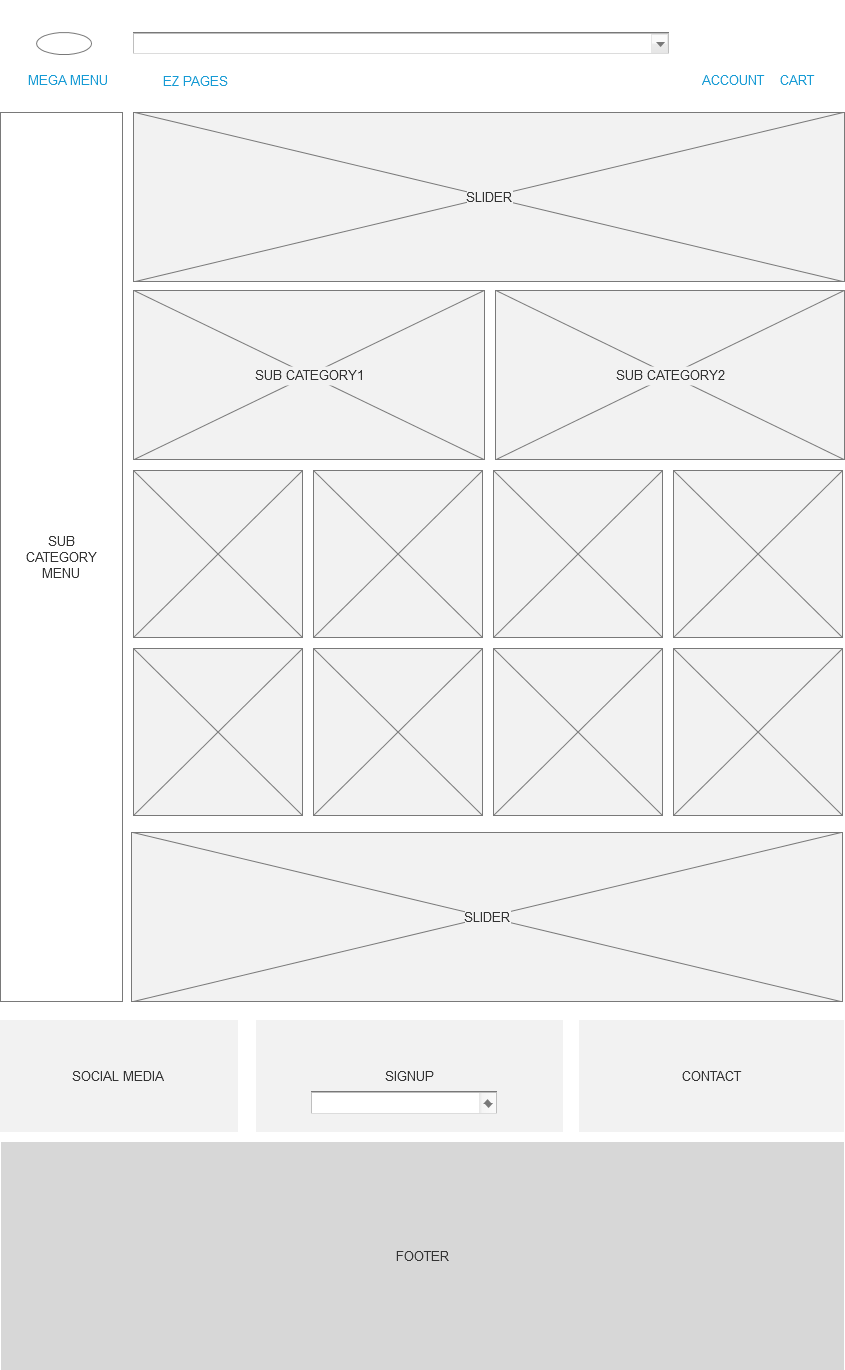 MEGA MENU
EZ PAGES
ACCOUNT
CART
SLIDER
SUB CATEGORY1
SUB CATEGORY2
SUB
CATEGORY
MENU
SLIDER
SOCIAL MEDIA
SIGNUP
CONTACT
FOOTER